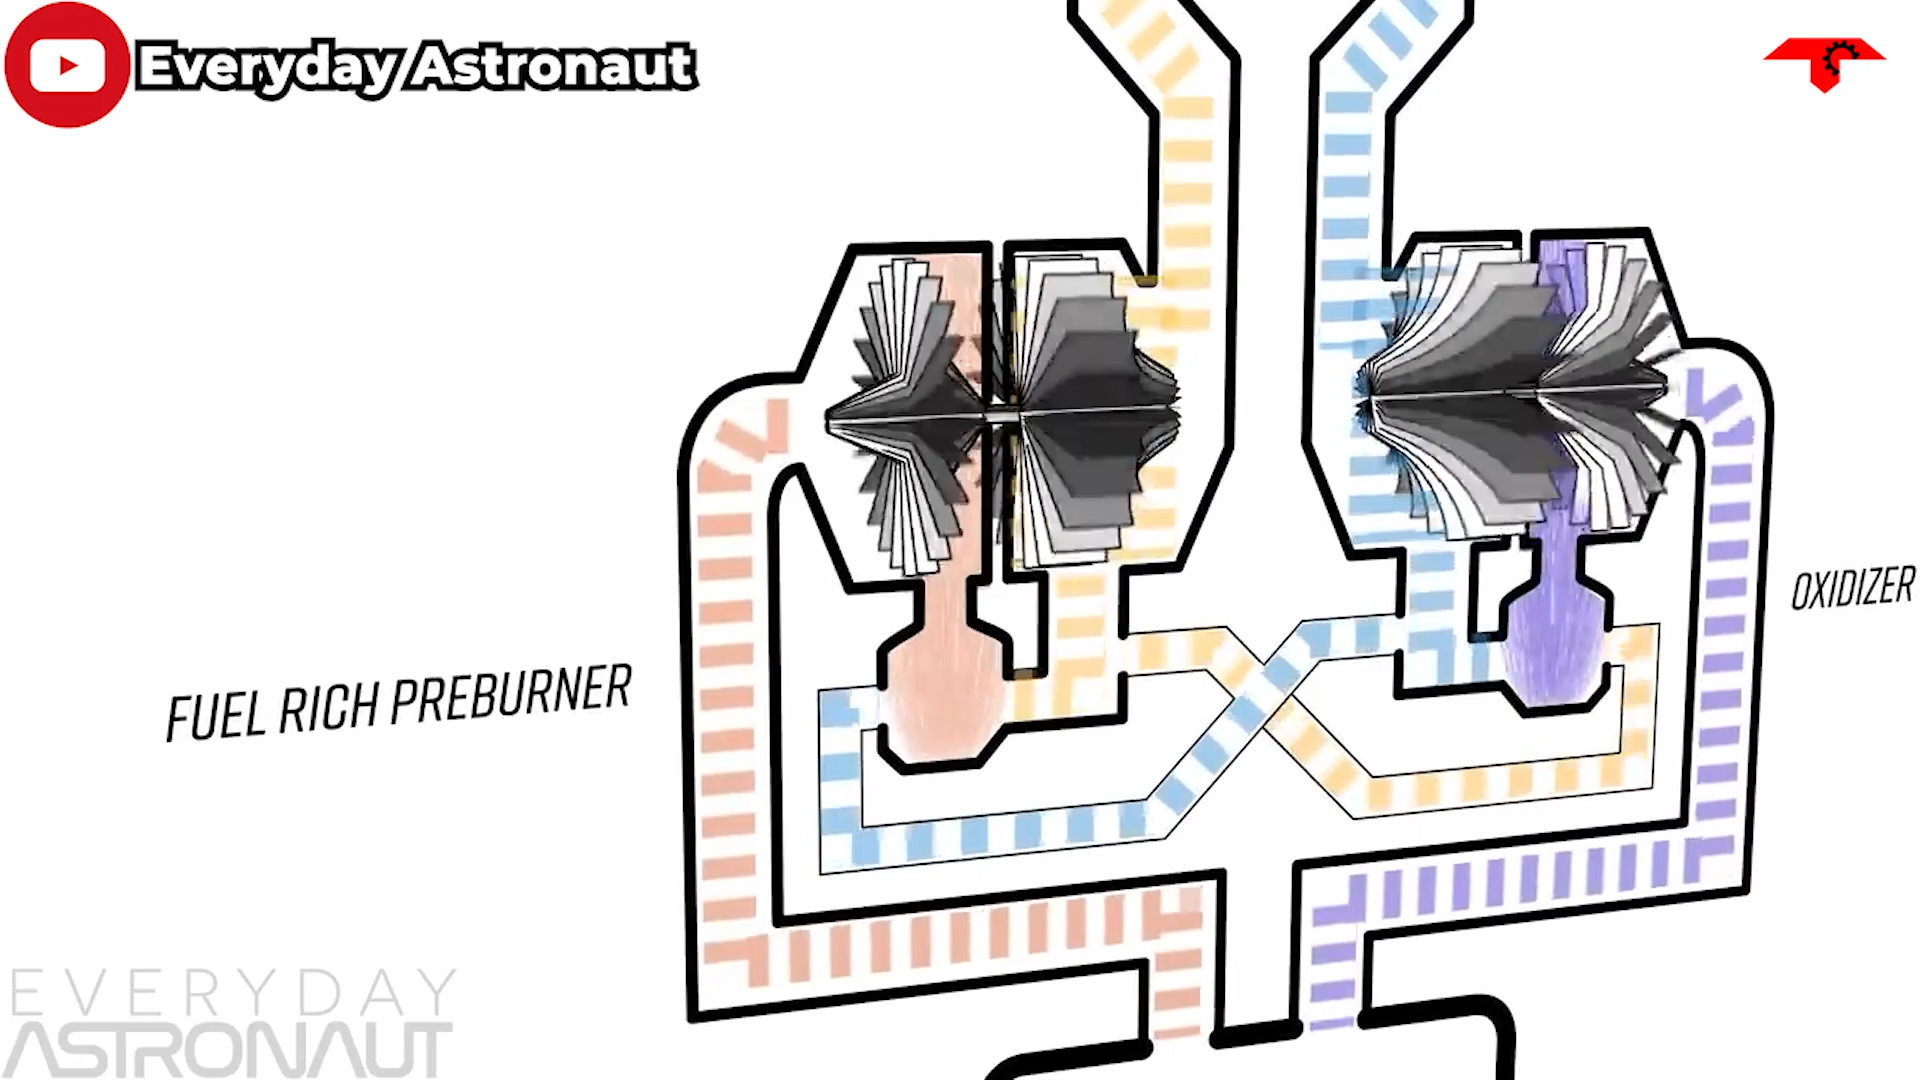 Everyday Astronaut
FUEL RICH PREBURNER
OXIDIZER
EVERYDAY
ASTRONAUT